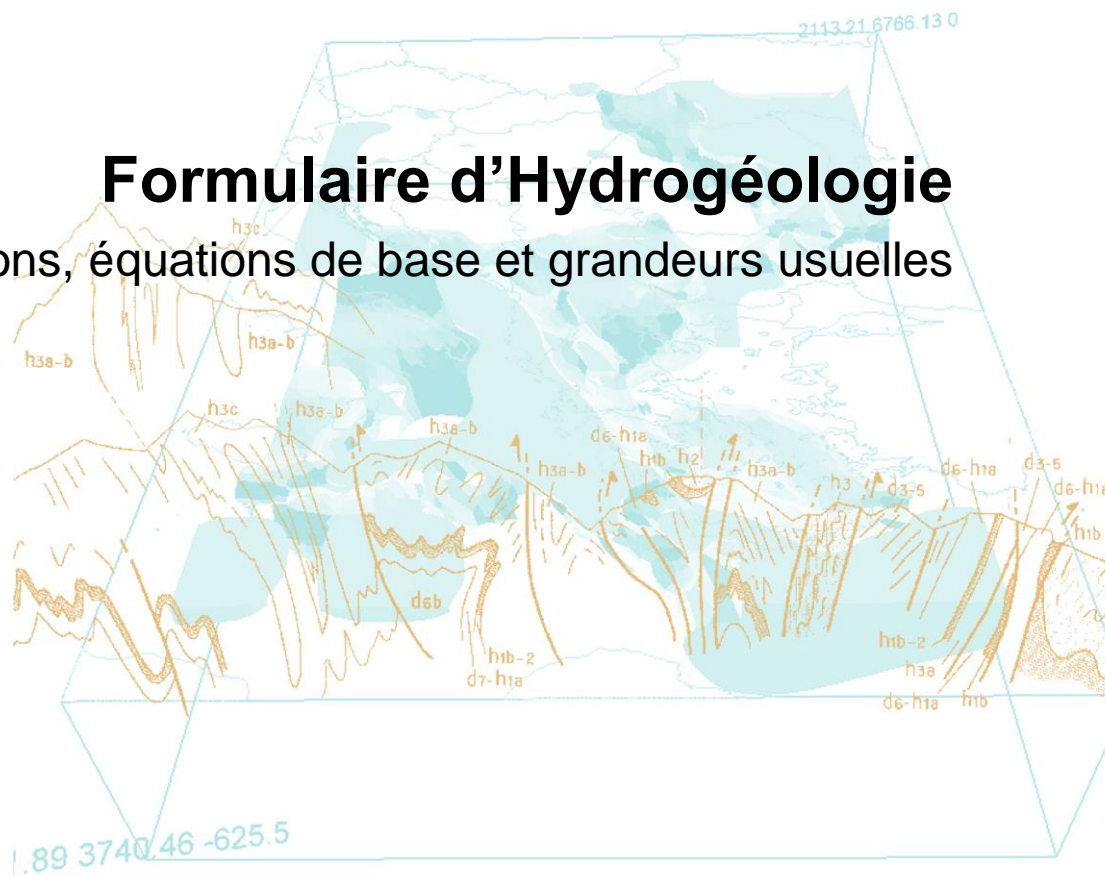 2113.21 6766.13 0
Formulaire d'Hydrogéologie
h3c
ons, équations de base et grandeurs usuelles
h3a-b
h3a-b
h3c
h3a-b
h3a-b
d6-h1a
h1b
h2
h3a-b
h3a-b
h3
d3-5
d6-h1a
d3-5
d6-h1a
h1b
d6b
h1b-2
d7-h1a
h1b-2
h3a
d6-h1a
h1b
.89 3740.46 -625.5